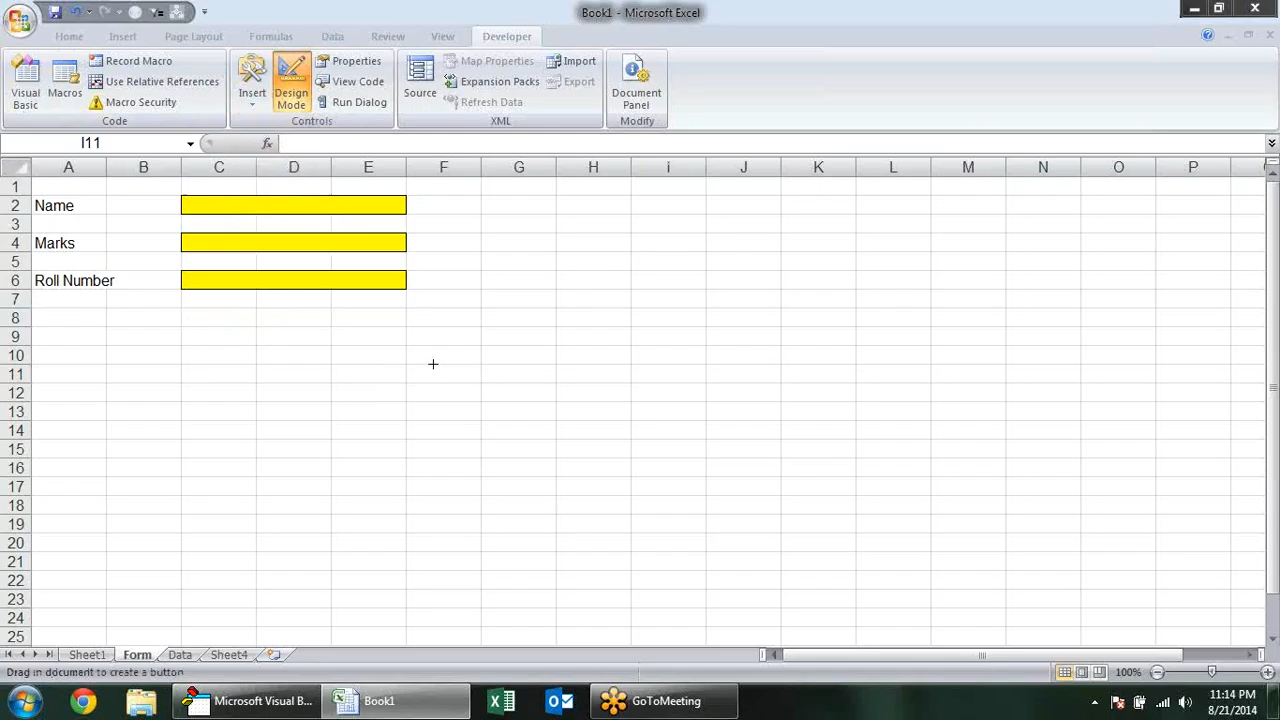 Book1 - Microsoft Excel
Home Insert Page Layout Formulas Data Review View Developer
Visual Basic
Macros
Record Macro
Use Relative References
Macro Security
Code
Insert
Design Mode
Properties
View Code
Run Dialog
Controls
Source
Map Properties
Expansion Packs
Refresh Data
Import
Export
XML
Document Panel
Modify
I11
fx
A B C D E F G H I J K L M N O P
1
2 Name
3
4 Marks
5
6 Roll Number
7
8
9
10
11
12
13
14
15
16
17
18
19
20
21
22
23
24
25
Sheet1 Form Data Sheet4
Drag in document to create a button
100%
Microsoft Visual B...
Book1
GoToMeeting
11:14 PM
8/21/2014